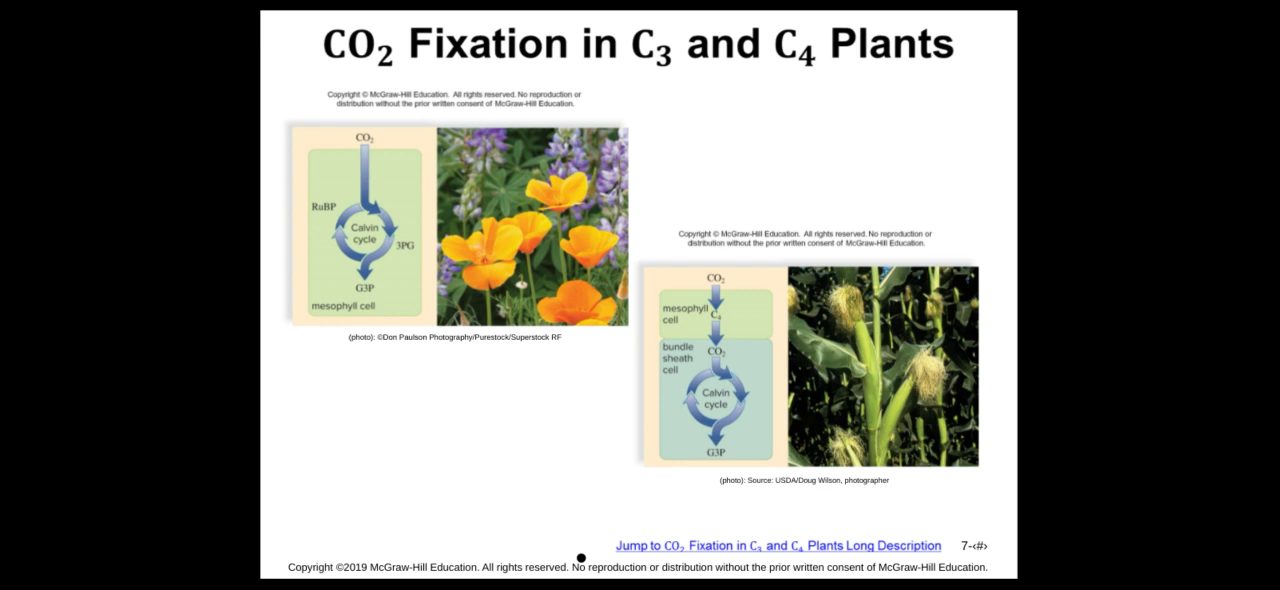 CO₂ Fixation in C₃ and C₄ Plants
Copyright © McGraw-Hill Education. All rights reserved. No reproduction or
distribution without the prior written consent of McGraw-Hill Education.
CO₂
RuBP
Calvin
cycle
3PG
G3P
mesophyll cell
(photo): ©Don Paulson Photography/Purestock/Superstock RF
Copyright © McGraw-Hill Education. All rights reserved. No reproduction or
distribution without the prior written consent of McGraw-Hill Education.
CO₂
mesophyll
cell
C₄
bundle
sheath
cell
CO₂
Calvin
cycle
G3P
(photo): Source: USDA/Doug Wilson, photographer
Jump to CO₂ Fixation in C₃ and C₄ Plants Long Description
7-‹#›
Copyright ©2019 McGraw-Hill Education. All rights reserved. No reproduction or distribution without the prior written consent of McGraw-Hill Education.